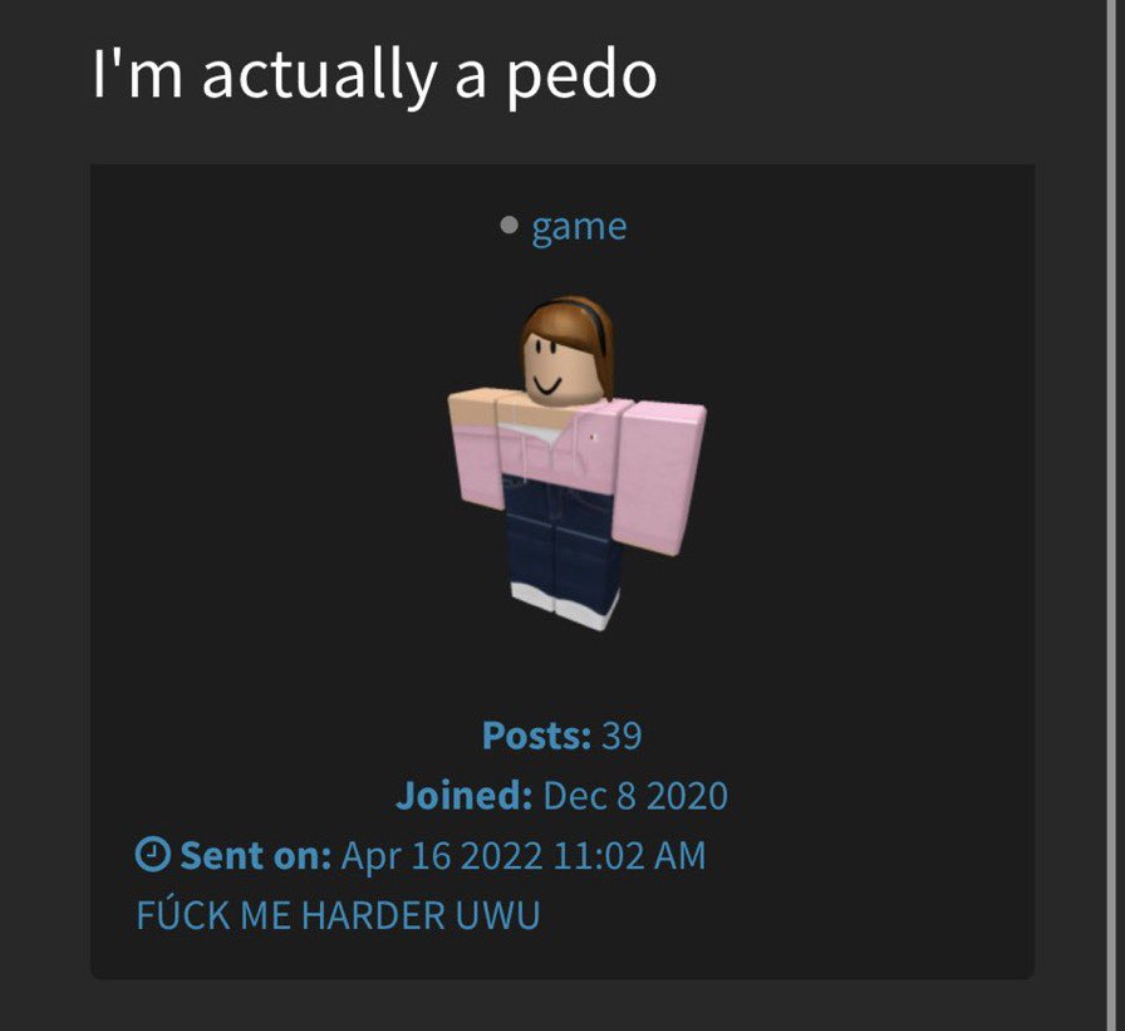 I'm actually a pedo
game
Posts: 39
Joined: Dec 8 2020
Sent on: Apr 16 2022 11:02 AM
FÚCK ME HARDER UWU